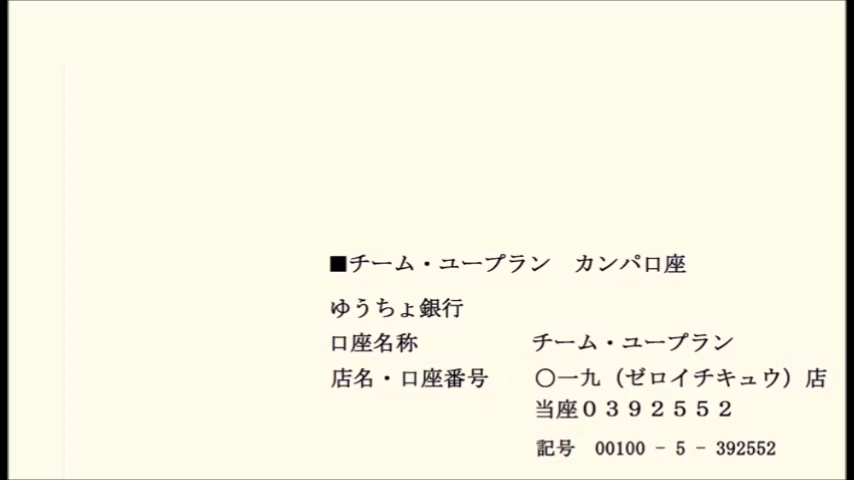 ■チーム・ユープラン　カンパ口座
ゆうちょ銀行
口座名称　チーム・ユープラン
店名・口座番号　〇一九（ゼロイチキュウ）店
当座０３９２５５２
記号　00100 － 5 － 392552